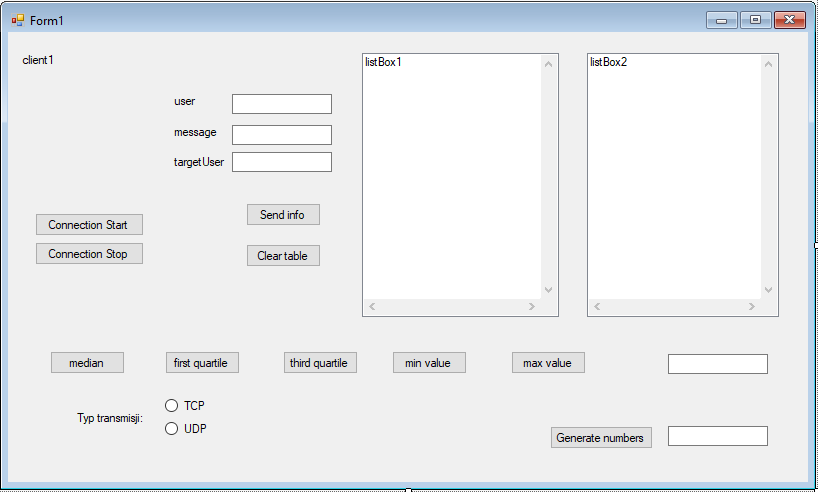 Form1
client1
listBox1
listBox2
user
message
targetUser
Send info
Connection Start
Connection Stop
Clear table
median
first quartile
third quartile
min value
max value
Typ transmisji:
TCP
UDP
Generate numbers